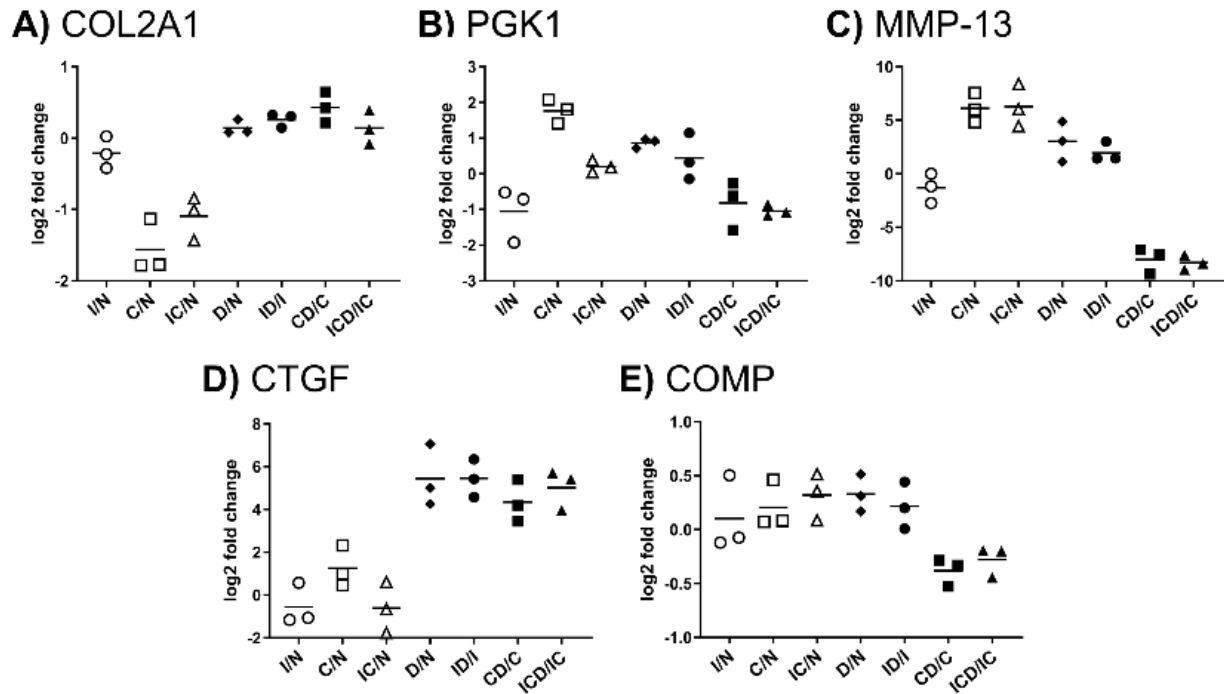 A) COL2A1
log2 fold change
1
0
-1
-2
I/N
C/N
IC/N
D/N
ID/I
CD/C
ICD/IC
B) PGK1
log2 fold change
3
2
1
0
-1
-2
-3
I/N
C/N
IC/N
D/N
ID/I
CD/C
ICD/IC
C) MMP-13
log2 fold change
10
5
0
-5
-10
I/N
C/N
IC/N
D/N
ID/I
CD/C
ICD/IC
D) CTGF
log2 fold change
8
6
4
2
0
-2
I/N
C/N
IC/N
D/N
ID/I
CD/C
ICD/IC
E) COMP
log2 fold change
1.0
0.5
0.0
-0.5
-1.0
I/N
C/N
IC/N
D/N
ID/I
CD/C
ICD/IC